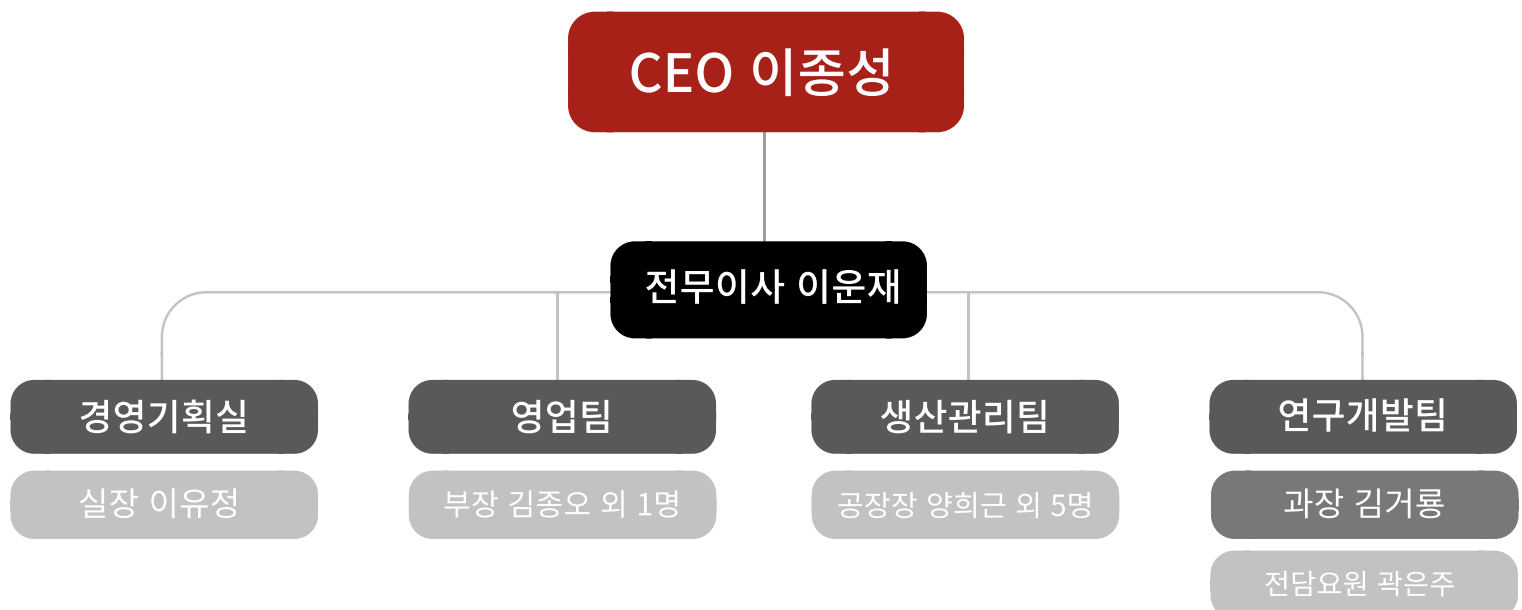 CEO 이종성
전무이사 이운재
경영기획실
영업팀
생산관리팀
연구개발팀
실장 이유정
부장 김종오 외 1명
공장장 양희근 외 5명
과장 김거룡
전담요원 곽은주